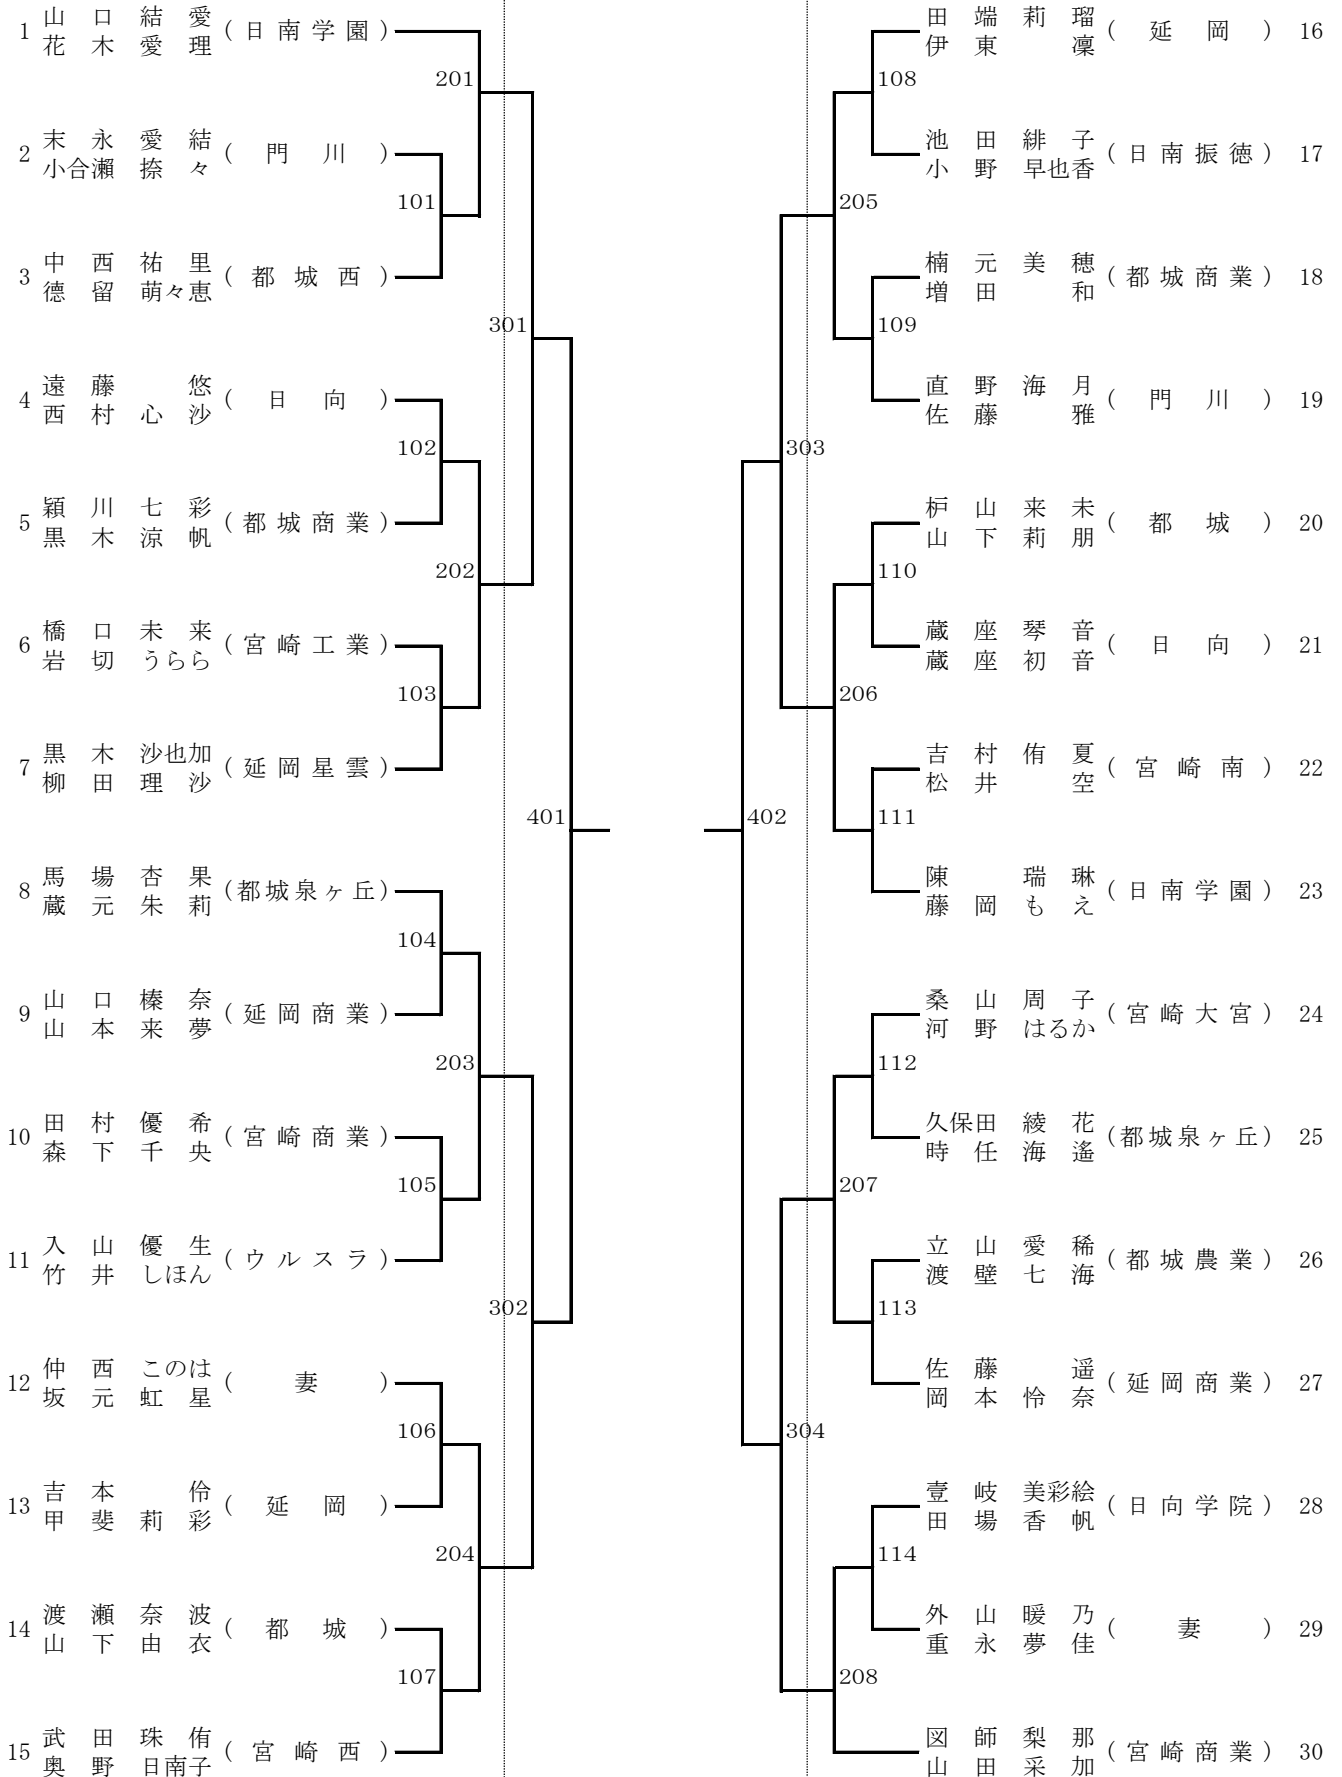 1 山口結愛 (日南学園)
花木愛理
201
2 末永愛結 (門川)
小合瀬捺々
101
3 中西祐里 (都城西)
德留萌々恵
301
4 遠藤悠 (日向)
西村心沙
102
5 穎川七彩 (都城商業)
黒木涼帆
202
6 橋口未来 (宮崎工業)
岩切うらら
103
7 黒木沙也加 (延岡星雲)
柳田理沙
401
8 馬場杏果 (都城泉ヶ丘)
蔵元朱莉
104
9 山口榛奈 (延岡商業)
山本来夢
203
10 田村優希 (宮崎商業)
森下千央
105
11 入山優生 (ウルスラ)
竹井しほん
302
12 仲西このは (妻)
坂元虹星
106
13 吉本伶 (延岡)
甲斐莉彩
204
14 渡瀬奈波 (都城)
山下由衣
107
15 武田珠侑 (宮崎西)
奥野日南子
田端莉瑠 (延岡) 16
伊東凜
108
池田緋子 (日南振徳) 17
小野早也香
205
楠元美穂 (都城商業) 18
増田和
109
直野海月 (門川) 19
佐藤雅
303
枦山来未 (都城) 20
山下莉朋
110
蔵座琴音 (日向) 21
蔵座初音
206
吉村侑夏 (宮崎南) 22
松井空
402
111
陳瑞琳 (日南学園) 23
藤岡もえ
桑山周子 (宮崎大宮) 24
河野はるか
112
久保田綾花 (都城泉ヶ丘) 25
時任海遙
207
立山愛稀 (都城農業) 26
渡壁七海
113
佐藤遥 (延岡商業) 27
岡本怜奈
304
壹岐美彩絵 (日向学院) 28
田場香帆
114
外山暖乃 (妻) 29
重永夢佳
208
図師梨那 (宮崎商業) 30
山田采加